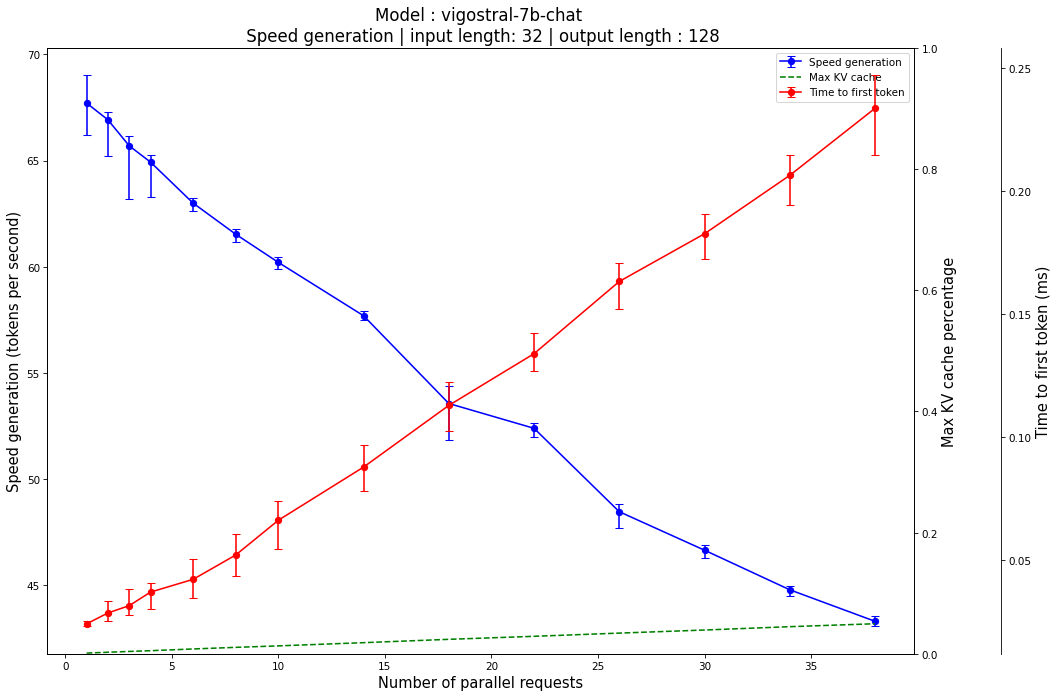 Model : vigostral-7b-chat
Speed generation | input length: 32 | output length : 128
Speed generation
Max KV cache
Time to first token
Speed generation (tokens per second)
70
65
60
55
50
45
0
5
10
15
20
25
30
35
Number of parallel requests
1.0
0.8
0.6
0.4
0.2
0.0
Max KV cache percentage
0.25
0.20
0.15
0.10
0.05
Time to first token (ms)